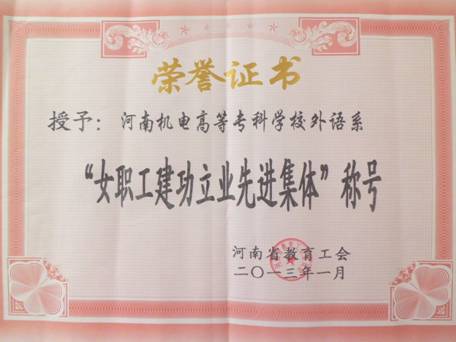 荣誉证书
授予：河南机电高等专科学校外语系
“女职工建功立业先进集体”称号
河南省教育工会
二〇一三年一月